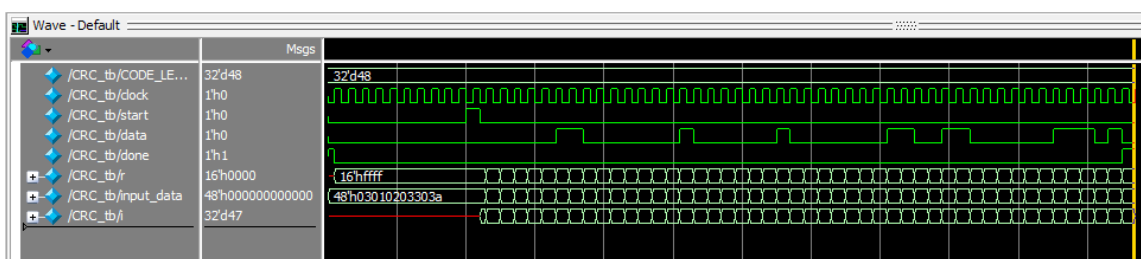 Wave - Default
Msgs
/CRC_tb/CODE_LE... 32'd48 32'd48
/CRC_tb/clock 1'h0
/CRC_tb/start 1'h0
/CRC_tb/data 1'h0
/CRC_tb/done 1'h1
/CRC_tb/r 16'h0000 16'hffff
/CRC_tb/input_data 48'h000000000000 48'h03010203303a
/CRC_tb/i 32'd47